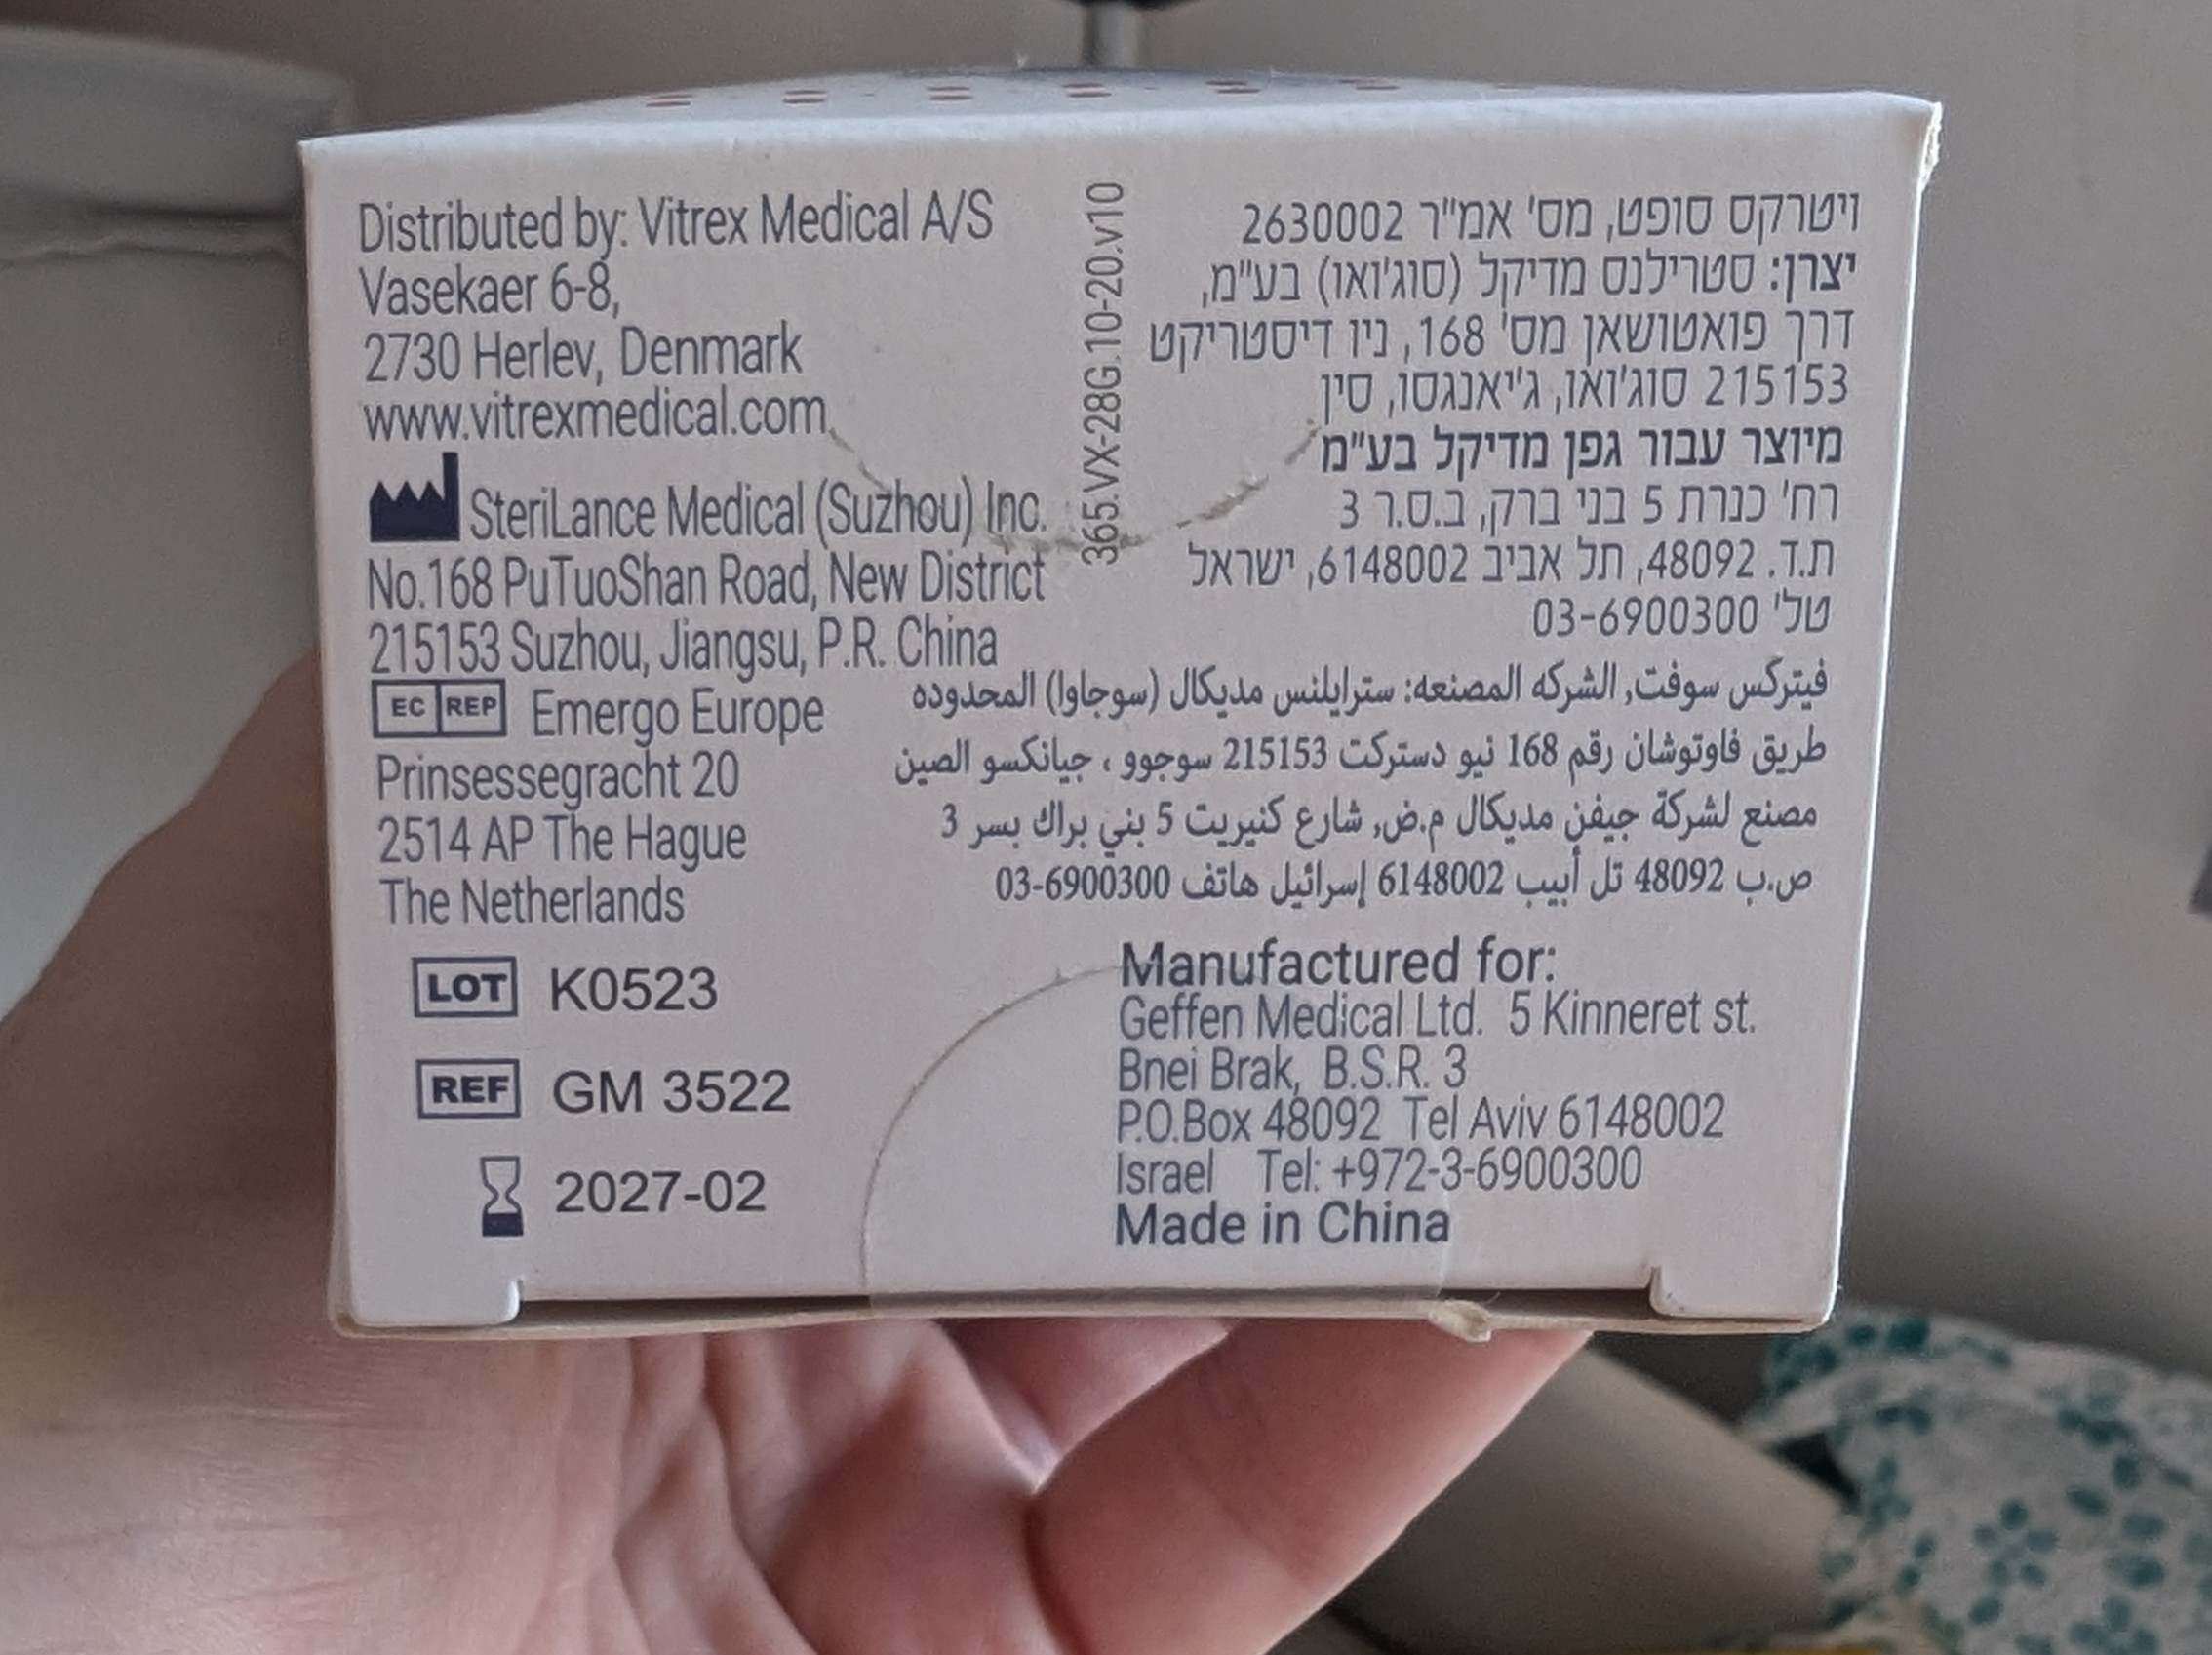 Distributed by: Vitrex Medical A/S
Vasekaer 6-8,
2730 Herlev, Denmark
www.vitrexmedical.com
SteriLance Medical (Suzhou) Inc.
No.168 PuTuoShan Road, New District
215153 Suzhou, Jiangsu, P.R. China
EC REP Emergo Europe
Prinsessegracht 20
2514 AP The Hague
The Netherlands
LOT K0523
REF GM 3522
2027-02
365.VX-28G.10-20.v10
ויטרקס סופט, מס' אמ"ר 2630002
יצרן: סטרילנס מדיקל (סוג'ואו) בע"מ,
דרך פואטושאן מס' 168, ניו דיסטריקט
215153 סוג'ואו, ג'יאנגסו, סין
מיוצר עבור גפן מדיקל בע"מ
רח' כנרת 5 בני ברק, ב.ס.ר 3
ת.ד. 48092, תל אביב 6148002, ישראל
טל' 03-6900300
فيتركس سوفت, الشركه المصنعه: سترايلنس مديكال (سوجاوا) المحدوده
طريق فاوتوشان رقم 168 نيو دستركت 215153 سوجوو ، جيانكسو الصين
مصنع لشركة جيفن مديكال م.ض, شارع كنيريت 5 بني براك بسر 3
ص.ب 48092 تل أبيب 6148002 إسرائيل هاتف 03-6900300
Manufactured for:
Geffen Medical Ltd. 5 Kinneret st.
Bnei Brak, B.S.R. 3
P.O.Box 48092 Tel Aviv 6148002
Israel Tel: +972-3-6900300
Made in China